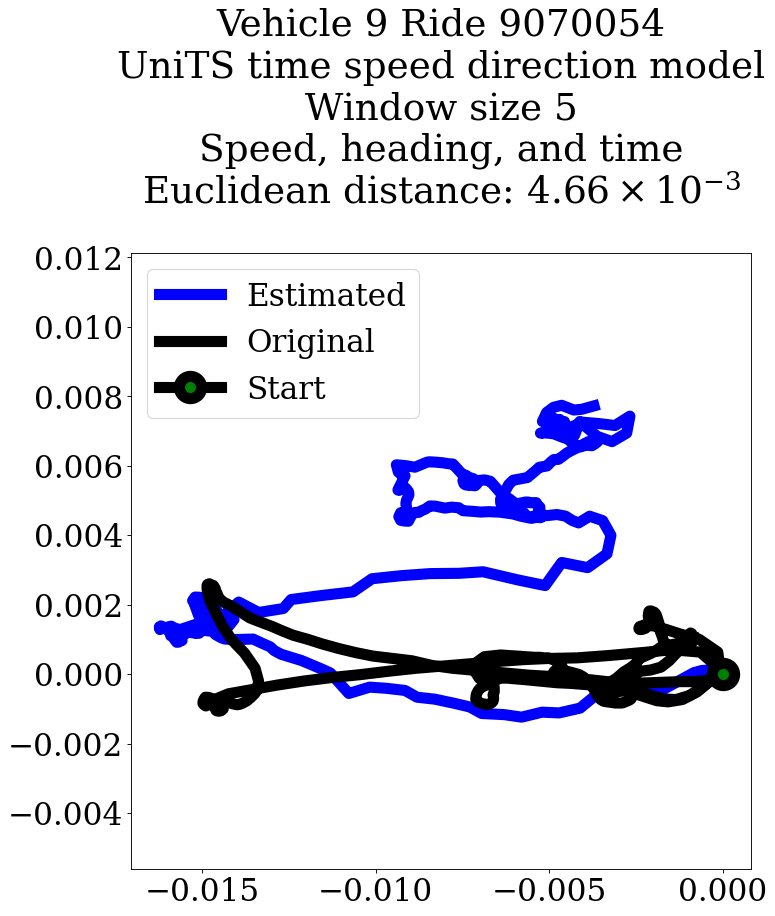 Vehicle 9 Ride 9070054
UniTS time speed direction model
Window size 5
Speed, heading, and time
Euclidean distance: 4.66 × 10⁻³
0.012
0.010
0.008
0.006
0.004
0.002
0.000
−0.002
−0.004
Estimated
Original
Start
−0.015
−0.010
−0.005
0.000